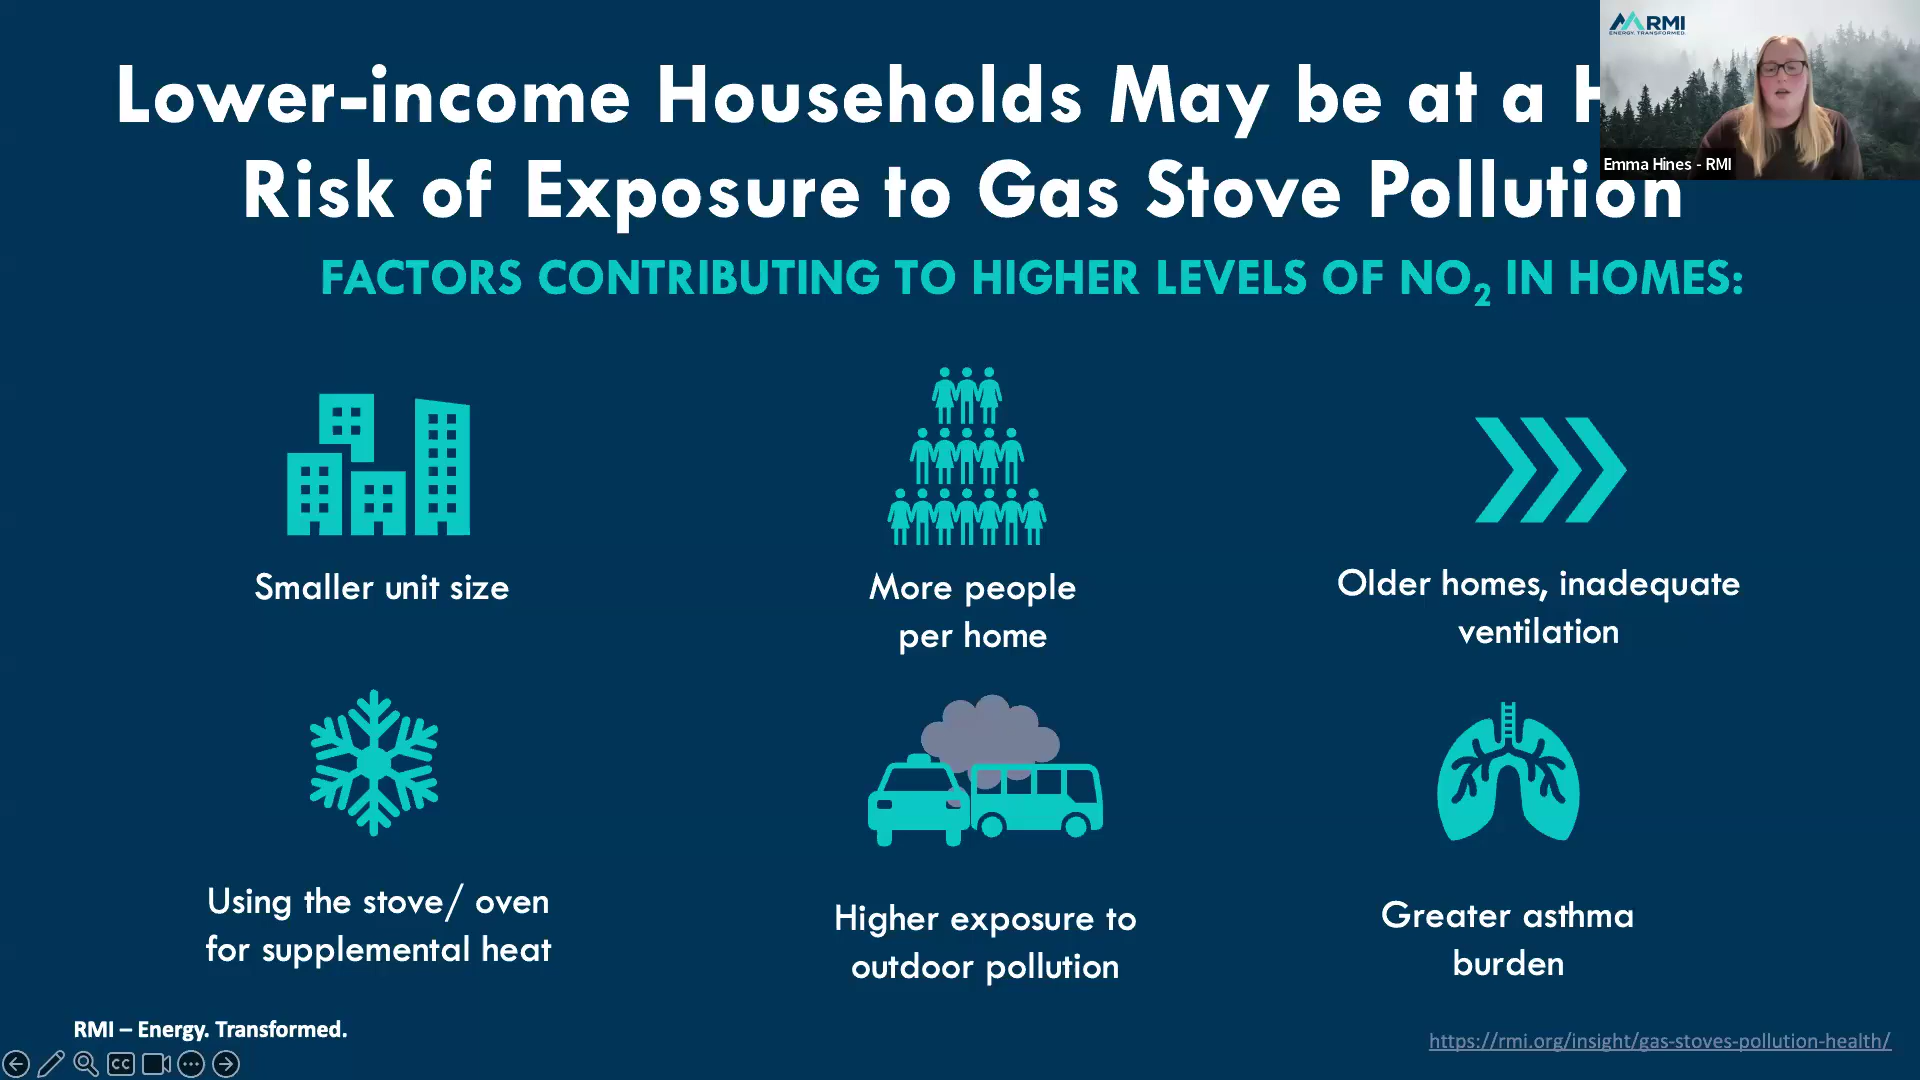 RMI
ENERGY. TRANSFORMED.
Emma Hines - RMI
Lower-income Households May be at a
Risk of Exposure to Gas Stove Pollution
FACTORS CONTRIBUTING TO HIGHER LEVELS OF NO₂ IN HOMES:
Smaller unit size
More people
per home
Older homes, inadequate
ventilation
Using the stove/ oven
for supplemental heat
Higher exposure to
outdoor pollution
Greater asthma
burden
RMI – Energy. Transformed.
https://rmi.org/insight/gas-stoves-pollution-health/
CC